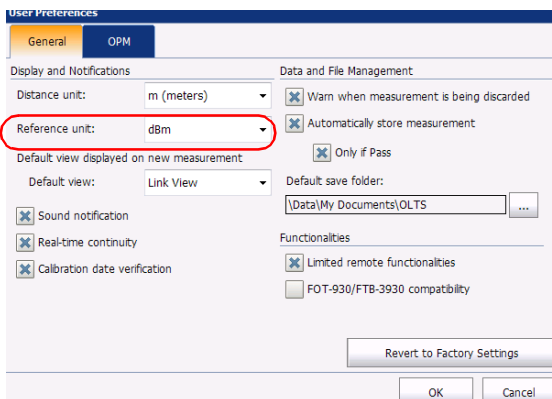 User Preferences
General
OPM
Display and Notifications
Distance unit:
m (meters)
Reference unit:
dBm
Default view displayed on new measurement
Default view:
Link View
Sound notification
Real-time continuity
Calibration date verification
Data and File Management
Warn when measurement is being discarded
Automatically store measurement
Only if Pass
Default save folder:
\Data\My Documents\OLTS
...
Functionalities
Limited remote functionalities
FOT-930/FTB-3930 compatibility
Revert to Factory Settings
OK
Cancel